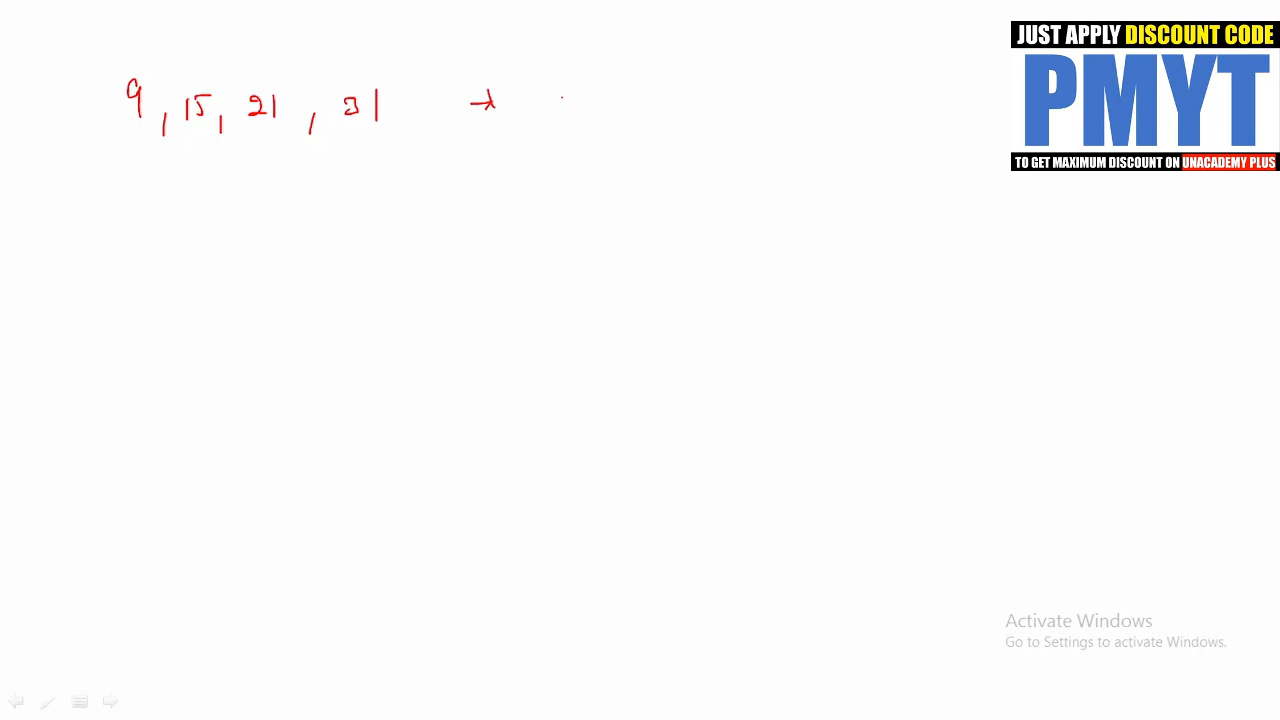 9, 15, 21, 31 →
JUST APPLY DISCOUNT CODE
PMYT
TO GET MAXIMUM DISCOUNT ON UNACADEMY PLUS
Activate Windows
Go to Settings to activate Windows.